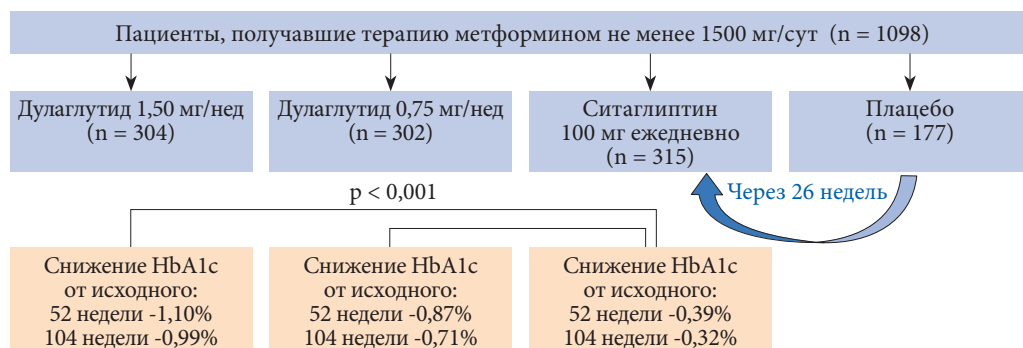 Пациенты, получавшие терапию метформином не менее 1500 мг/сут (n = 1098)
Дулаглутид 1,50 мг/нед
(n = 304)
Дулаглутид 0,75 мг/нед
(n = 302)
Ситаглиптин
100 мг ежедневно
(n = 315)
Плацебо
(n = 177)
Через 26 недель
p < 0,001
Снижение HbA1c
от исходного:
52 недели -1,10%
104 недели -0,99%
Снижение HbA1c
от исходного:
52 недели -0,87%
104 недели -0,71%
Снижение HbA1c
от исходного:
52 недели -0,39%
104 недели -0,32%